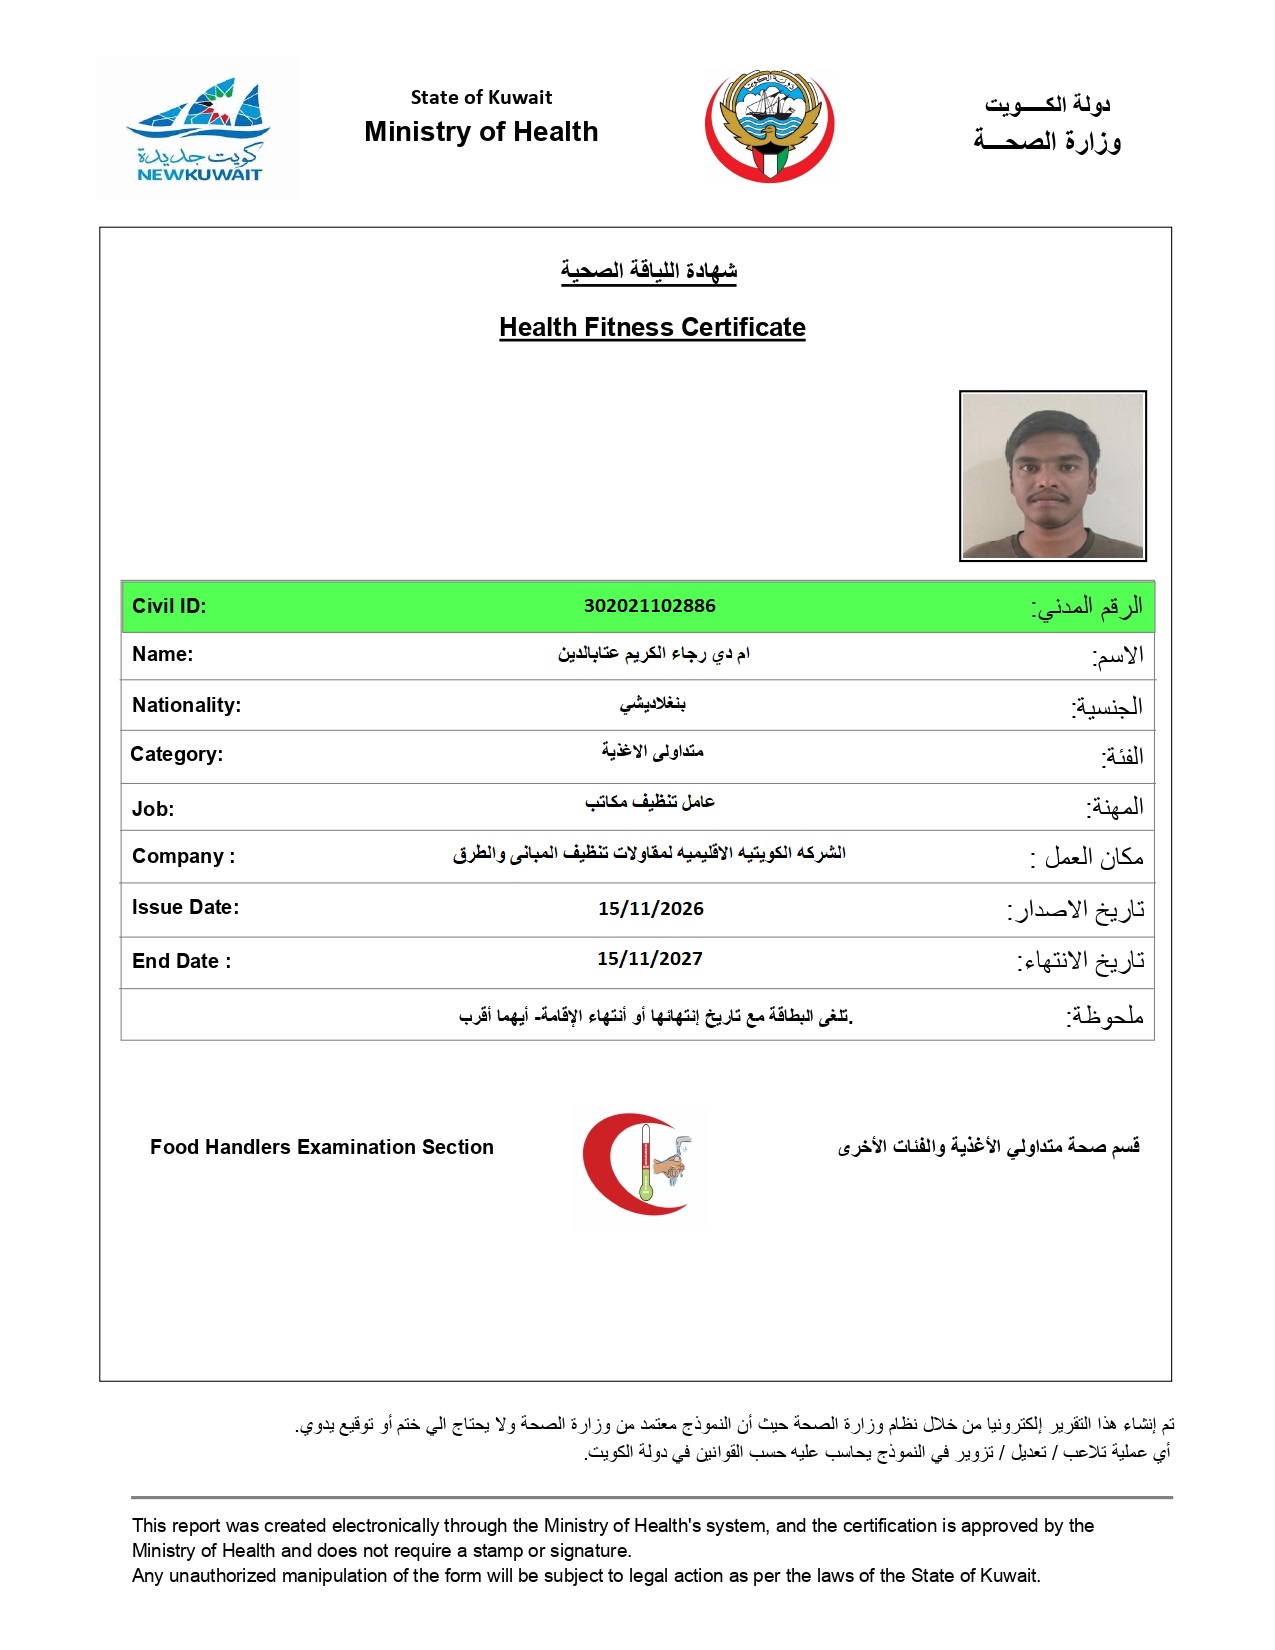 كويت جديدة
NEWKUWAIT
State of Kuwait
Ministry of Health
دولة الكويت
دولة الكـــــويت
وزارة الصحـــة
شهادة اللياقة الصحية
Health Fitness Certificate
Civil ID: 302021102886 الرقم المدني:
Name: ام دي رجاء الكريم عتابالدين الاسم:
Nationality: بنغلاديشي الجنسية:
Category: متداولى الاغذية الفئة:
Job: عامل تنظيف مكاتب المهنة:
Company : الشركه الكويتيه الاقليميه لمقاولات تنظيف المبانى والطرق مكان العمل :
Issue Date: 15/11/2026 تاريخ الاصدار:
End Date : 15/11/2027 تاريخ الانتهاء:
ملحوظة: تلغى البطاقة مع تاريخ إنتهائها أو أنتهاء الإقامة- أيهما أقرب.
Food Handlers Examination Section
قسم صحة متداولي الأغذية والفئات الأخرى
تم إنشاء هذا التقرير إلكترونيا من خلال نظام وزارة الصحة حيث أن النموذج معتمد من وزارة الصحة ولا يحتاج الي ختم أو توقيع يدوي.
أي عملية تلاعب / تعديل / تزوير في النموذج يحاسب عليه حسب القوانين في دولة الكويت.
This report was created electronically through the Ministry of Health's system, and the certification is approved by the
Ministry of Health and does not require a stamp or signature.
Any unauthorized manipulation of the form will be subject to legal action as per the laws of the State of Kuwait.